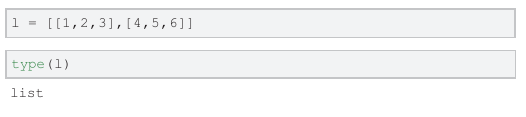 l = [[1,2,3],[4,5,6]]
type(l)
list